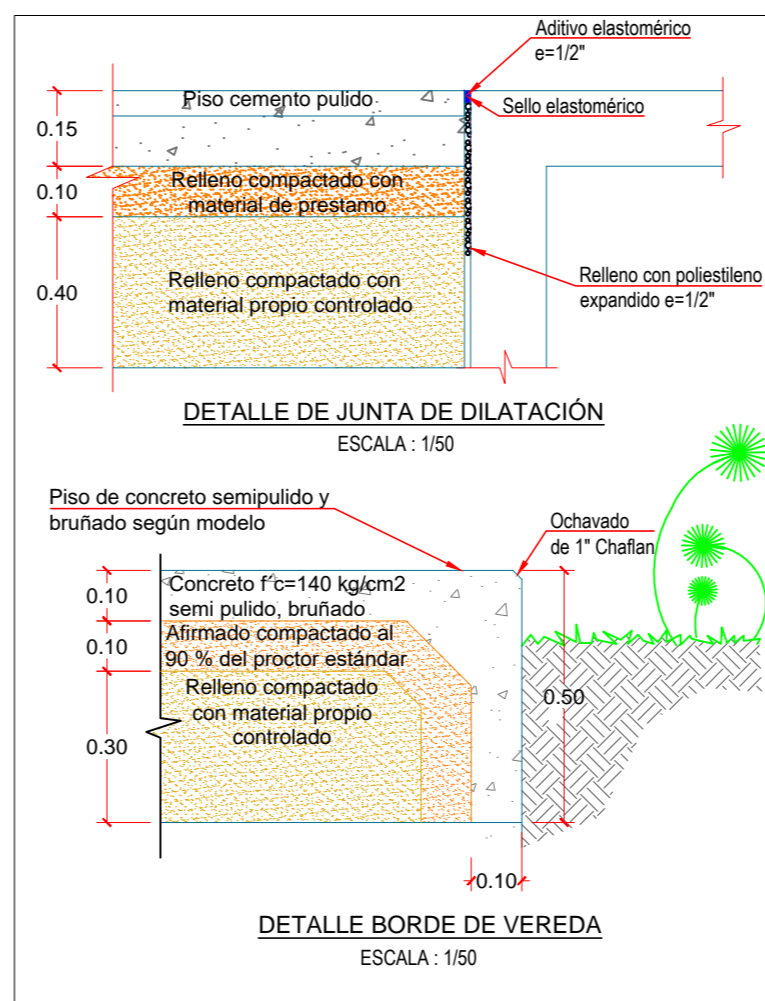 Aditivo elastomérico
e=1/2"
Piso cemento pulido
Sello elastomérico
0.15
0.10
Relleno compactado con
material de prestamo
0.40
Relleno compactado con
material propio controlado
Relleno con poliestileno
expandido e=1/2"
DETALLE DE JUNTA DE DILATACIÓN
ESCALA : 1/50
Piso de concreto semipulido y
bruñado según modelo
Ochavado
de 1" Chaflan
0.10
Concreto f´c=140 kg/cm2
semi pulido, bruñado
0.10
Afirmado compactado al
90 % del proctor estándar
Relleno compactado
con material propio
controlado
0.30
0.50
0.10
DETALLE BORDE DE VEREDA
ESCALA : 1/50